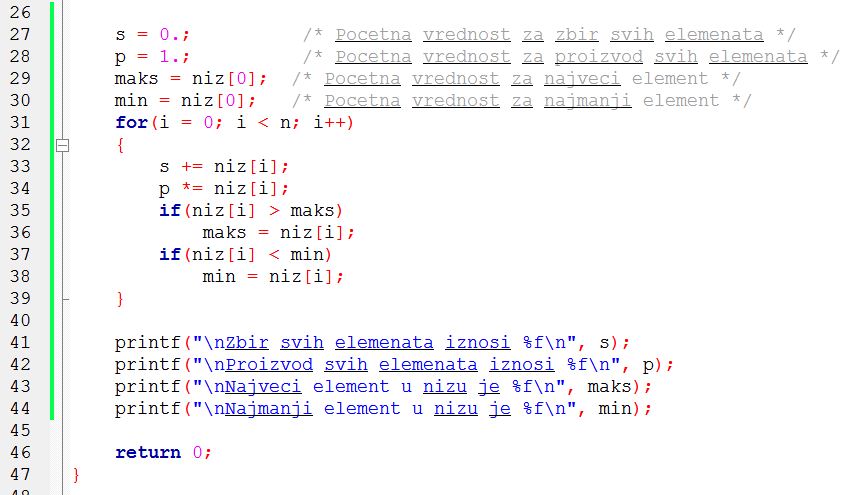 26
27 s = 0.; /* Pocetna vrednost za zbir svih elemenata */
28 p = 1.; /* Pocetna vrednost za proizvod svih elemenata */
29 maks = niz[0]; /* Pocetna vrednost za najveci element */
30 min = niz[0]; /* Pocetna vrednost za najmanji element */
31 for(i = 0; i < n; i++)
32 {
33 s += niz[i];
34 p *= niz[i];
35 if(niz[i] > maks)
36 maks = niz[i];
37 if(niz[i] < min)
38 min = niz[i];
39 }
40
41 printf("\nZbir svih elemenata iznosi %f\n", s);
42 printf("\nProizvod svih elemenata iznosi %f\n", p);
43 printf("\nNajveci element u nizu je %f\n", maks);
44 printf("\nNajmanji element u nizu je %f\n", min);
45
46 return 0;
47 }